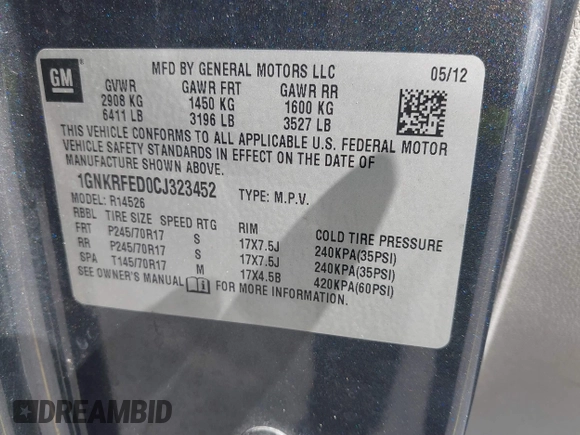 GM
MFD BY GENERAL MOTORS LLC 05/12
GVWR GAWR FRT GAWR RR
2908 KG 1450 KG 1600 KG
6411 LB 3196 LB 3527 LB
THIS VEHICLE CONFORMS TO ALL APPLICABLE U.S. FEDERAL MOTOR
VEHICLE SAFETY STANDARDS IN EFFECT ON THE DATE OF
MANUFACTURE SHOWN ABOVE.
1GNKRFED0CJ323452 TYPE: M.P.V.
MODEL: R14526
RBBL TIRE SIZE SPEED RTG RIM COLD TIRE PRESSURE
FRT P245/70R17 S 17X7.5J 240KPA(35PSI)
RR P245/70R17 S 17X7.5J 240KPA(35PSI)
SPA T145/70R17 M 17X4.5B 420KPA(60PSI)
SEE OWNER'S MANUAL FOR MORE INFORMATION.
DREAMBID